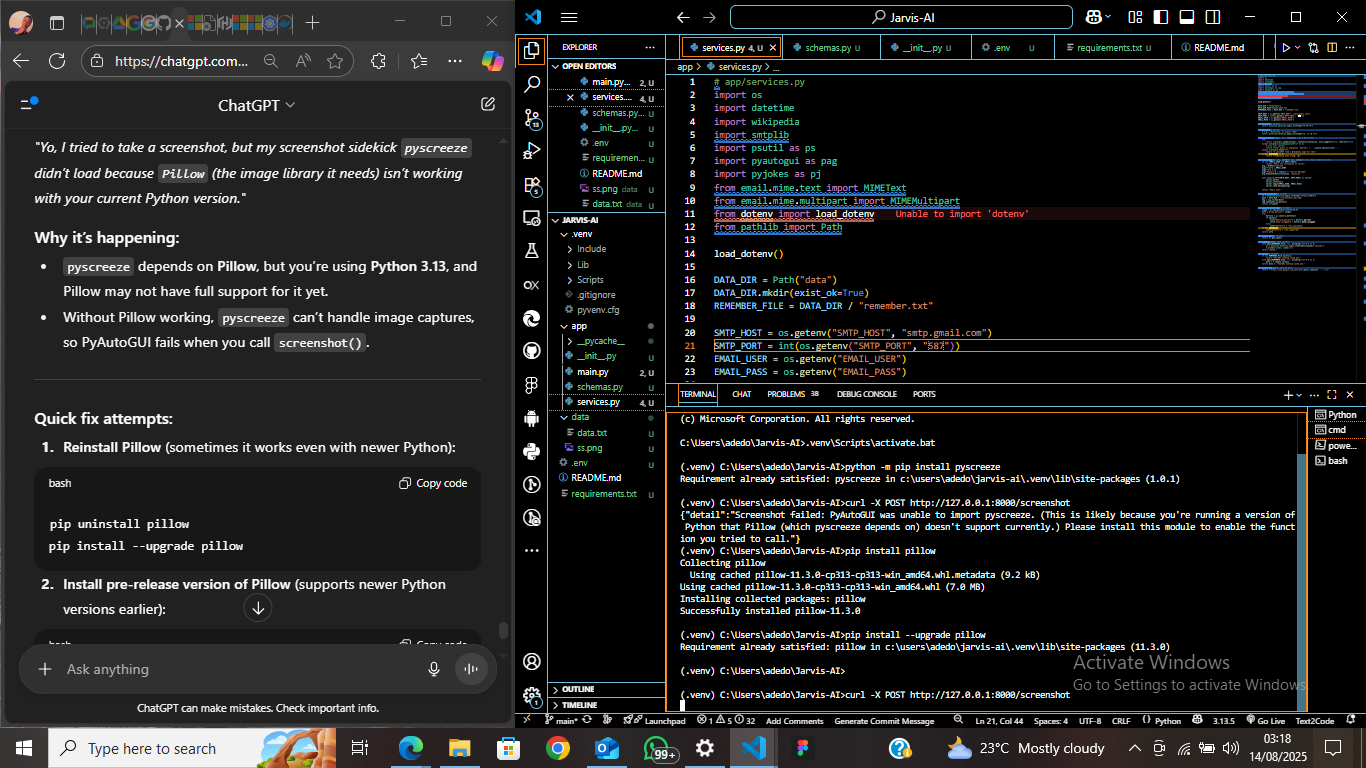 https://chatgpt.com...
ChatGPT
"Yo, I tried to take a screenshot, but my screenshot sidekick pyscreeze
didn't load because Pillow (the image library it needs) isn't working
with your current Python version."
Why it's happening:
pyscreeze depends on Pillow, but you're using Python 3.13, and
Pillow may not have full support for it yet.
Without Pillow working, pyscreeze can't handle image captures,
so PyAutoGUI fails when you call screenshot().
Quick fix attempts:
1. Reinstall Pillow (sometimes it works even with newer Python):
bash
Copy code
pip uninstall pillow
pip install --upgrade pillow
2. Install pre-release version of Pillow (supports newer Python
versions earlier):
bash
Copy code
Ask anything
ChatGPT can make mistakes. Check important info.
Jarvis-AI
EXPLORER
OPEN EDITORS
main.py... 2, U
services.... 4, U
schemas.py... U
__init__.py... U
.env U
requiremen... U
README.md
ss.png data U
data.txt data U
JARVIS-AI
.venv
Include
Lib
Scripts
.gitignore
pyvenv.cfg
app
__pycache__
__init__.py U
main.py 2, U
schemas.py U
services.py 4, U
data
data.txt U
ss.png U
.env U
README.md
requirements.txt U
OUTLINE
TIMELINE
13
5
1
services.py 4, U
schemas.py U
__init__.py U
.env U
requirements.txt U
README.md
app > services.py > ...
1 # app/services.py
2 import os
3 import datetime
4 import wikipedia
5 import smtplib
6 import psutil as ps
7 import pyautogui as pag
8 import pyjokes as pj
9 from email.mime.text import MIMEText
10 from email.mime.multipart import MIMEMultipart
11 from dotenv import load_dotenv Unable to import 'dotenv'
12 from pathlib import Path
13
14 load_dotenv()
15
16 DATA_DIR = Path("data")
17 DATA_DIR.mkdir(exist_ok=True)
18 REMEMBER_FILE = DATA_DIR / "remember.txt"
19
20 SMTP_HOST = os.getenv("SMTP_HOST", "smtp.gmail.com")
21 SMTP_PORT = int(os.getenv("SMTP_PORT", "587"))
22 EMAIL_USER = os.getenv("EMAIL_USER")
23 EMAIL_PASS = os.getenv("EMAIL_PASS")
TERMINAL CHAT PROBLEMS 38 DEBUG CONSOLE PORTS
(c) Microsoft Corporation. All rights reserved.
C:\Users\adedo\Jarvis-AI>.venv\Scripts\activate.bat
(.venv) C:\Users\adedo\Jarvis-AI>python -m pip install pyscreeze
Requirement already satisfied: pyscreeze in c:\users\adedo\jarvis-ai\.venv\lib\site-packages (1.0.1)
(.venv) C:\Users\adedo\Jarvis-AI>curl -X POST http://127.0.0.1:8000/screenshot
{"detail":"Screenshot failed: PyAutoGUI was unable to import pyscreeze. (This is likely because you're running a version of
Python that Pillow (which pyscreeze depends on) doesn't support currently.) Please install this module to enable the funct
ion you tried to call."}
(.venv) C:\Users\adedo\Jarvis-AI>pip install pillow
Collecting pillow
Using cached pillow-11.3.0-cp313-cp313-win_amd64.whl.metadata (9.2 kB)
Using cached pillow-11.3.0-cp313-cp313-win_amd64.whl (7.0 MB)
Installing collected packages: pillow
Successfully installed pillow-11.3.0
(.venv) C:\Users\adedo\Jarvis-AI>pip install --upgrade pillow
Requirement already satisfied: pillow in c:\users\adedo\jarvis-ai\.venv\lib\site-packages (11.3.0)
(.venv) C:\Users\adedo\Jarvis-AI>
(.venv) C:\Users\adedo\Jarvis-AI>curl -X POST http://127.0.0.1:8000/screenshot
Python
cmd
powe...
bash
Activate Windows
Go to Settings to activate Windows.
main* Launchpad 1 5 32 Add Comments Generate Commit Message Ln 21, Col 44 Spaces: 4 UTF-8 CRLF Python 3.13.5 Go Live Text2Code
Type here to search
99+
23°C Mostly cloudy
03:18
14/08/2025